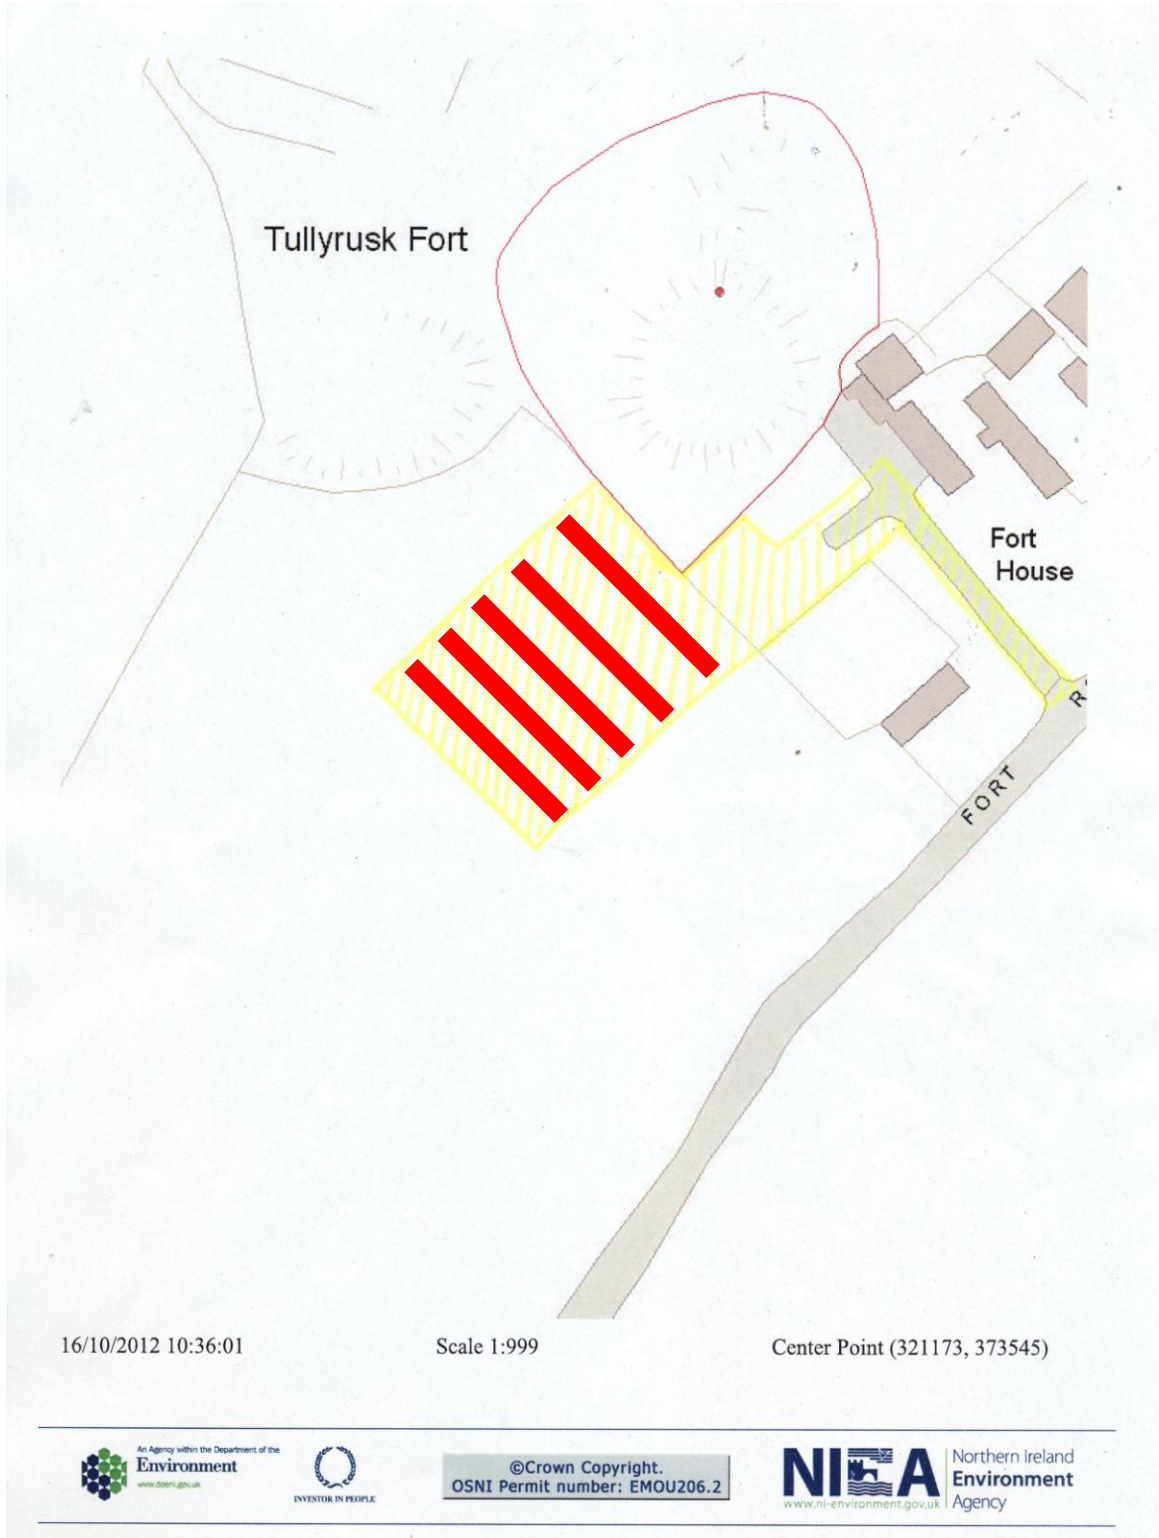 Tullyrusk Fort
Fort
House
R
FORT
16/10/2012 10:36:01
Scale 1:999
Center Point (321173, 373545)
An Agency within the Department of the
Environment
www.doeni.gov.uk
INVESTOR IN PEOPLE
©Crown Copyright.
OSNI Permit number: EMOU206.2
NIEA
www.ni-environment.gov.uk
Northern Ireland
Environment
Agency